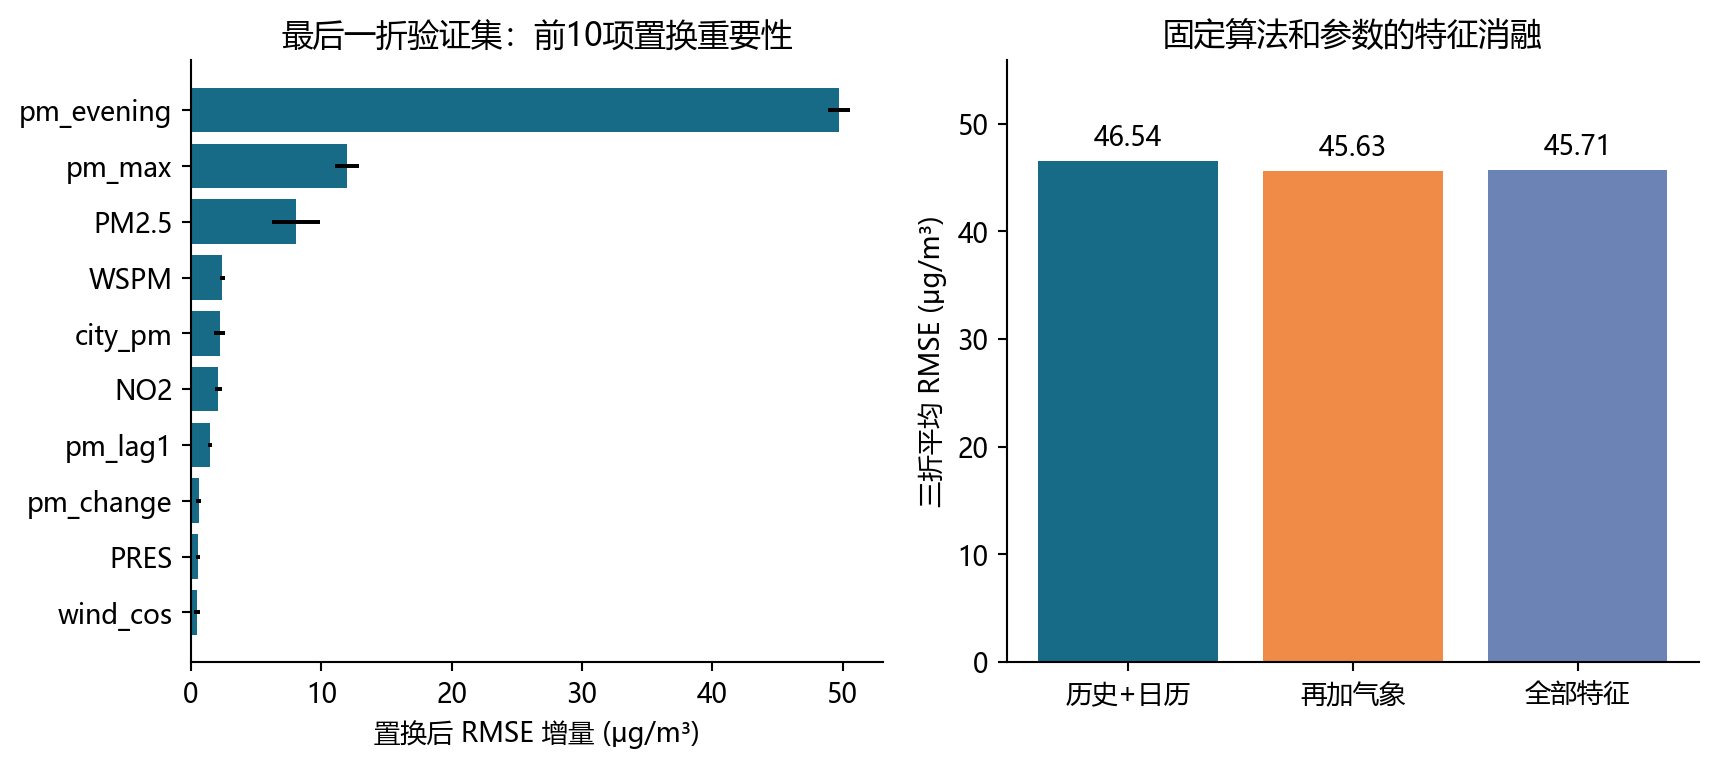 最后一折验证集：前10项置换重要性
pm_evening
pm_max
PM2.5
WSPM
city_pm
NO2
pm_lag1
pm_change
PRES
wind_cos
0 10 20 30 40 50
置换后 RMSE 增量 (μg/m³)
固定算法和参数的特征消融
三折平均 RMSE (μg/m³)
50
40
30
20
10
0
46.54 45.63 45.71
历史+日历 再加气象 全部特征